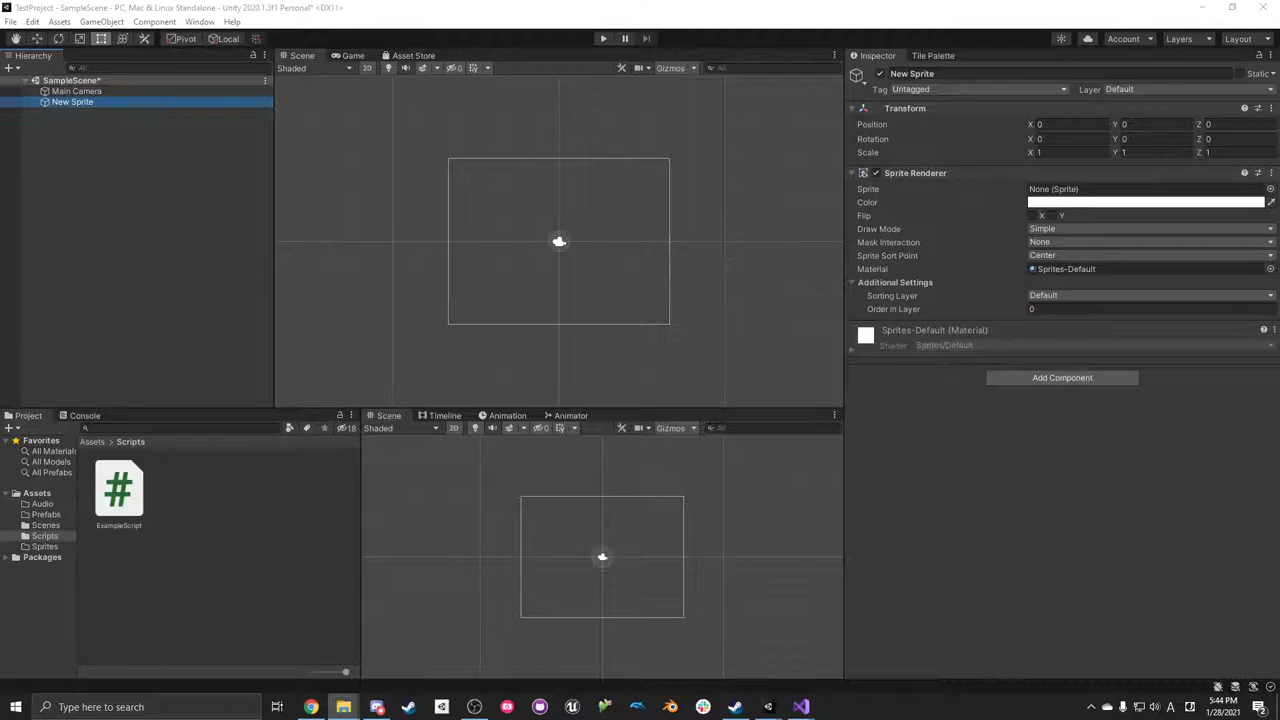 TestProject - SampleScene - PC, Mac & Linux Standalone - Unity 2020.1.3f1 Personal* <DX11>
File Edit Assets GameObject Component Window Help
Pivot Local Account Layers Layout
Hierarchy
All
SampleScene*
Main Camera
New Sprite
Scene Game Asset Store
Shaded 2D 0 Gizmos All
Inspector Tile Palette
New Sprite Static
Tag Untagged Layer Default
Transform
Position X 0 Y 0 Z 0
Rotation X 0 Y 0 Z 0
Scale X 1 Y 1 Z 1
Sprite Renderer
Sprite None (Sprite)
Color
Flip X Y
Draw Mode Simple
Mask Interaction None
Sprite Sort Point Center
Material Sprites-Default
Additional Settings
Sorting Layer Default
Order in Layer 0
Sprites-Default (Material)
Shader Sprites/Default
Add Component
Project Console
18
Favorites
All Materials
All Models
All Prefabs
Assets
Audio
Prefabs
Scenes
Scripts
Sprites
Packages
Assets > Scripts
#
ExampleScript
Scene Timeline Animation Animator
Shaded 2D 0 Gizmos All
Type here to search
A
5:44 PM
1/28/2021